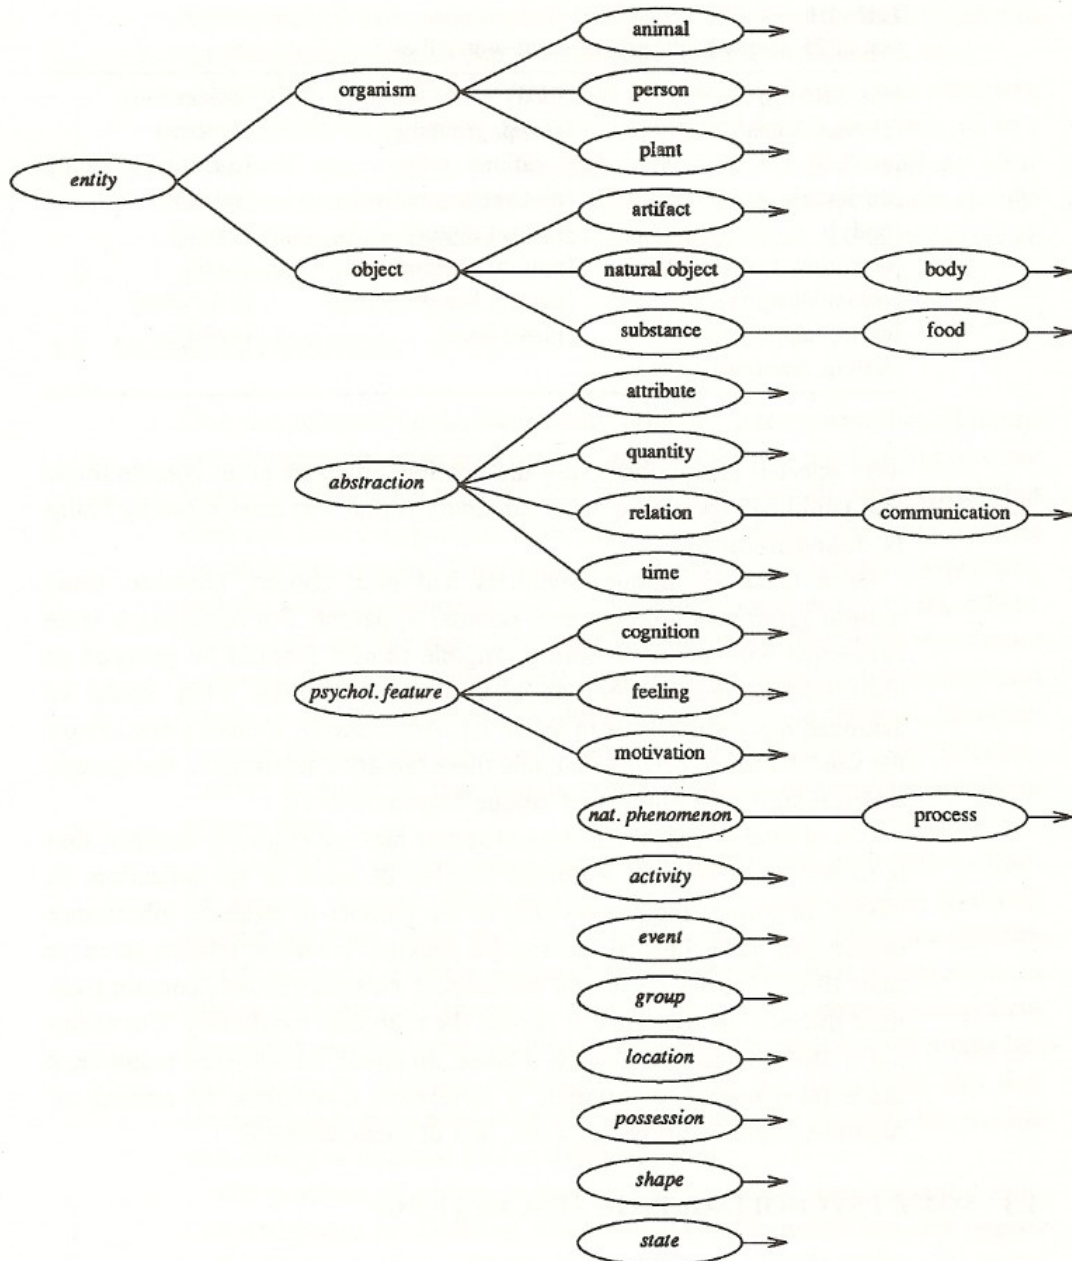 animal
organism
person
plant
entity
artifact
object
natural object
body
substance
food
attribute
quantity
abstraction
relation
communication
time
cognition
psychol. feature
feeling
motivation
nat. phenomenon
process
activity
event
group
location
possession
shape
state